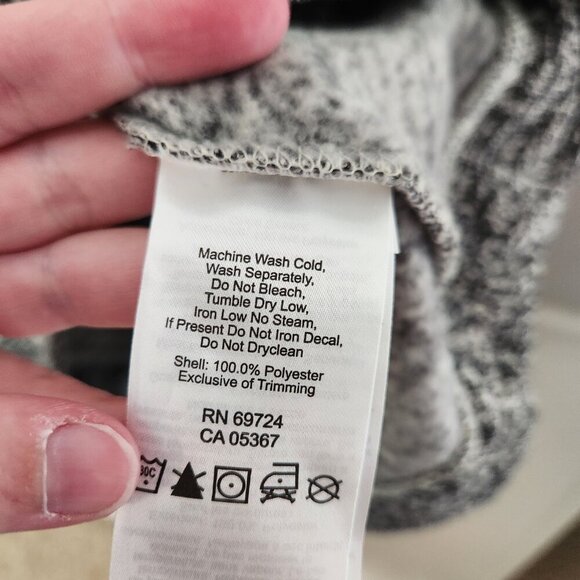 Machine Wash Cold,
Wash Separately,
Do Not Bleach,
Tumble Dry Low,
Iron Low No Steam,
If Present Do Not Iron Decal,
Do Not Dryclean
Shell: 100.0% Polyester
Exclusive of Trimming
RN 69724
CA 05367
30C